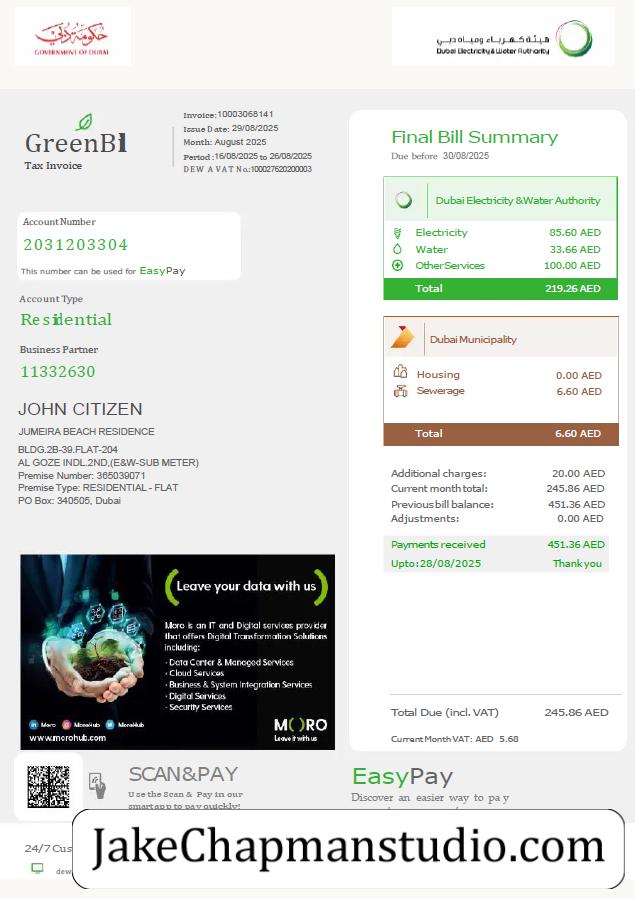 حكومة دبي
GOVERNMENT OF DUBAI
هيئة كهرباء ومياه دبي
Dubai Electricity & Water Authority
GreenBill
Tax Invoice
Invoice:10003068141
Issue Date: 29/08/2025
Month: August 2025
Period :16/08/2025 to 26/08/2025
DEWA VAT No.:100027620200003
Account Number
2031203304
This number can be used for EasyPay
Account Type
Residential
Business Partner
11332630
JOHN CITIZEN
JUMEIRA BEACH RESIDENCE
BLDG.2B-39.FLAT-204
AL GOZE INDL.2ND,(E&W-SUB METER)
Premise Number: 365039071
Premise Type: RESIDENTIAL - FLAT
PO Box: 340505, Dubai
Final Bill Summary
Due before 30/08/2025
Dubai Electricity &Water Authority
Electricity 85.60 AED
Water 33.66 AED
OtherServices 100.00 AED
Total 219.26 AED
Dubai Municipality
Housing 0.00 AED
Sewerage 6.60 AED
Total 6.60 AED
Additional charges: 20.00 AED
Current month total: 245.86 AED
Previous bill balance: 451.36 AED
Adjustments: 0.00 AED
Payments received 451.36 AED
Upto:28/08/2025 Thank you
Total Due (incl. VAT) 245.86 AED
Current Month VAT: AED 5.68
(Leave your data with us)
Moro is an IT and Digital services provider
that offers Digital Transformation Solutions
including:
· Data Center & Managed Services
· Cloud Services
· Business & System Integration Services
· Digital Services
· Security Services
Moro MoroHub MoroHub
www.morohub.com
MORO
Leave it with us
SCAN&PAY
Use the Scan & Pay in our
smart app to pay quickly!
EasyPay
Discover an easier way to pay
24/7 Cus
dew
JakeChapmanstudio.com